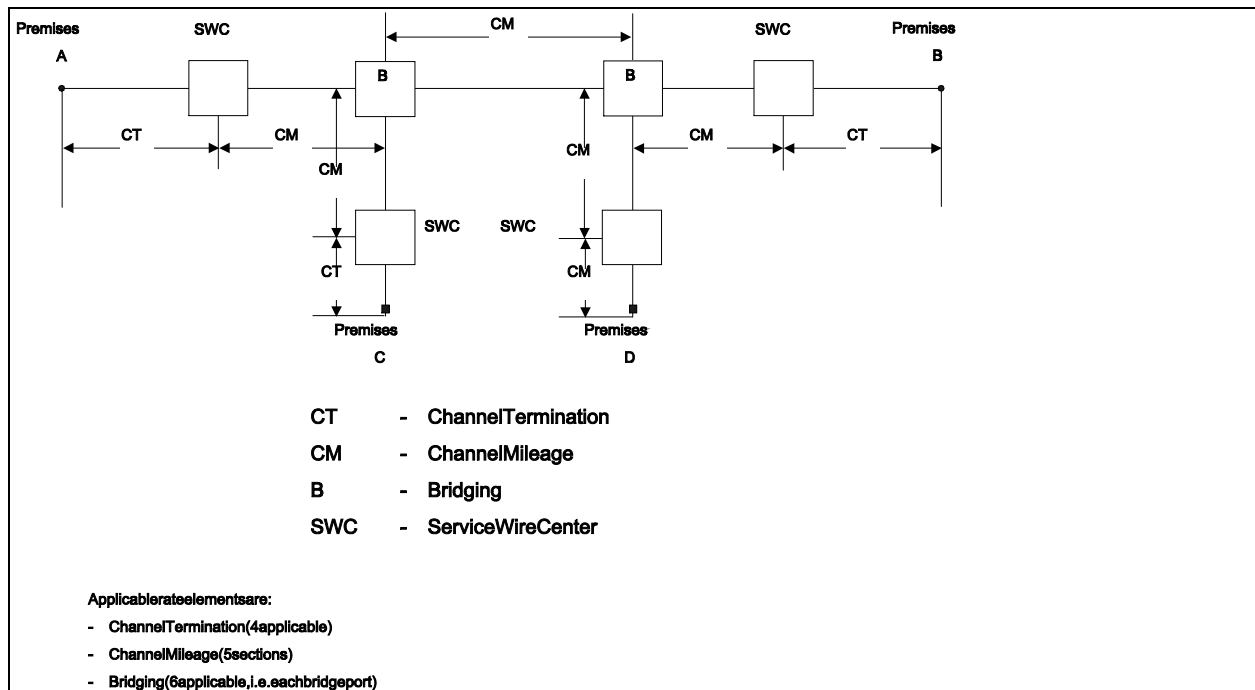 Premises SWC CM SWC Premises
A B B B
CT CM CM CM CM CT
SWC SWC
CT CM
Premises Premises
C D
CT - ChannelTermination
CM - ChannelMileage
B - Bridging
SWC - ServiceWireCenter
Applicablerateelementsare:
- ChannelTermination(4applicable)
- ChannelMileage(5sections)
- Bridging(6applicable,i.e.eachbridgeport)